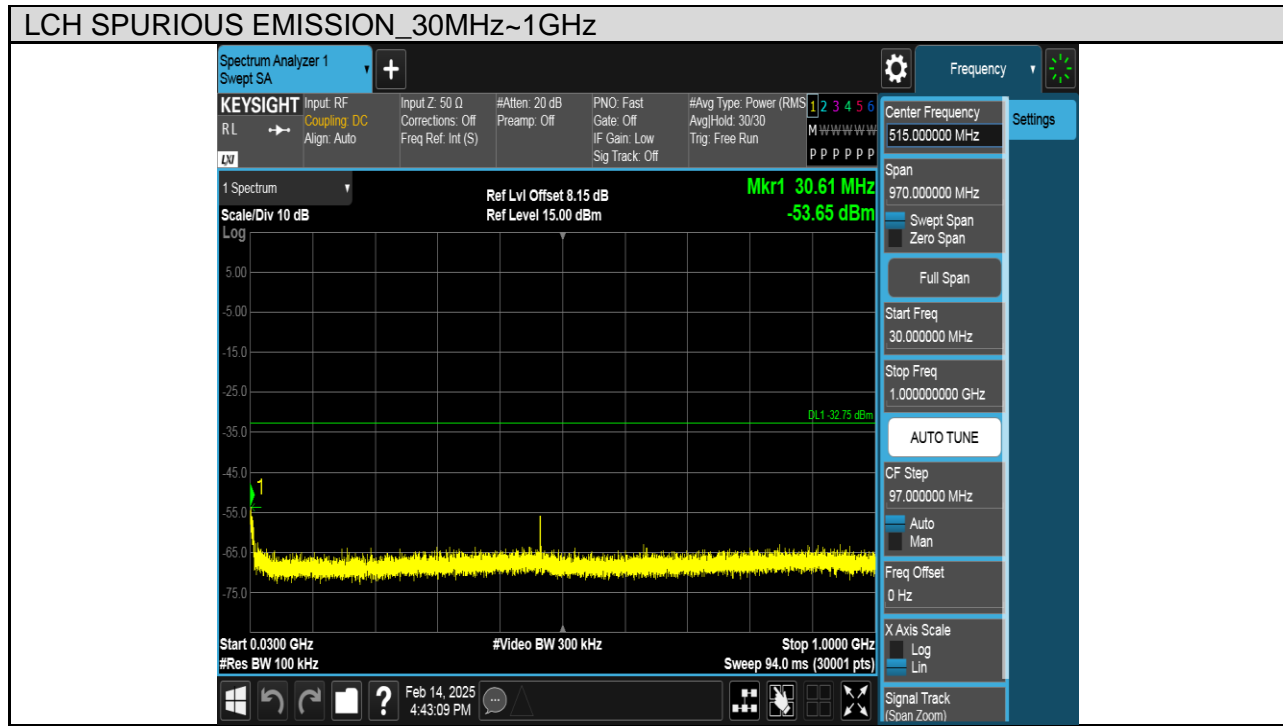 LCH SPURIOUS EMISSION_30MHz~1GHz
Spectrum Analyzer 1
Swept SA
+
Frequency
KEYSIGHT
RL
LXI
Input: RF
Coupling: DC
Align: Auto
Input Z: 50 Ω
Corrections: Off
Freq Ref: Int (S)
#Atten: 20 dB
Preamp: Off
PNO: Fast
Gate: Off
IF Gain: Low
Sig Track: Off
#Avg Type: Power (RMS
Avg|Hold: 30/30
Trig: Free Run
1 2 3 4 5 6
M W W W W W
P P P P P P
Center Frequency
515.000000 MHz
Settings
1 Spectrum
Scale/Div 10 dB
Ref Lvl Offset 8.15 dB
Ref Level 15.00 dBm
Mkr1 30.61 MHz
-53.65 dBm
Log
5.00
-5.00
-15.0
-25.0
-35.0
-45.0
-55.0
-65.0
-75.0
DL1 -32.75 dBm
1
Start 0.0300 GHz
#Res BW 100 kHz
#Video BW 300 kHz
Stop 1.0000 GHz
Sweep 94.0 ms (30001 pts)
Span
970.000000 MHz
Swept Span
Zero Span
Full Span
Start Freq
30.000000 MHz
Stop Freq
1.000000000 GHz
AUTO TUNE
CF Step
97.000000 MHz
Auto
Man
Freq Offset
0 Hz
X Axis Scale
Log
Lin
Signal Track
(Span Zoom)
?
Feb 14, 2025
4:43:09 PM